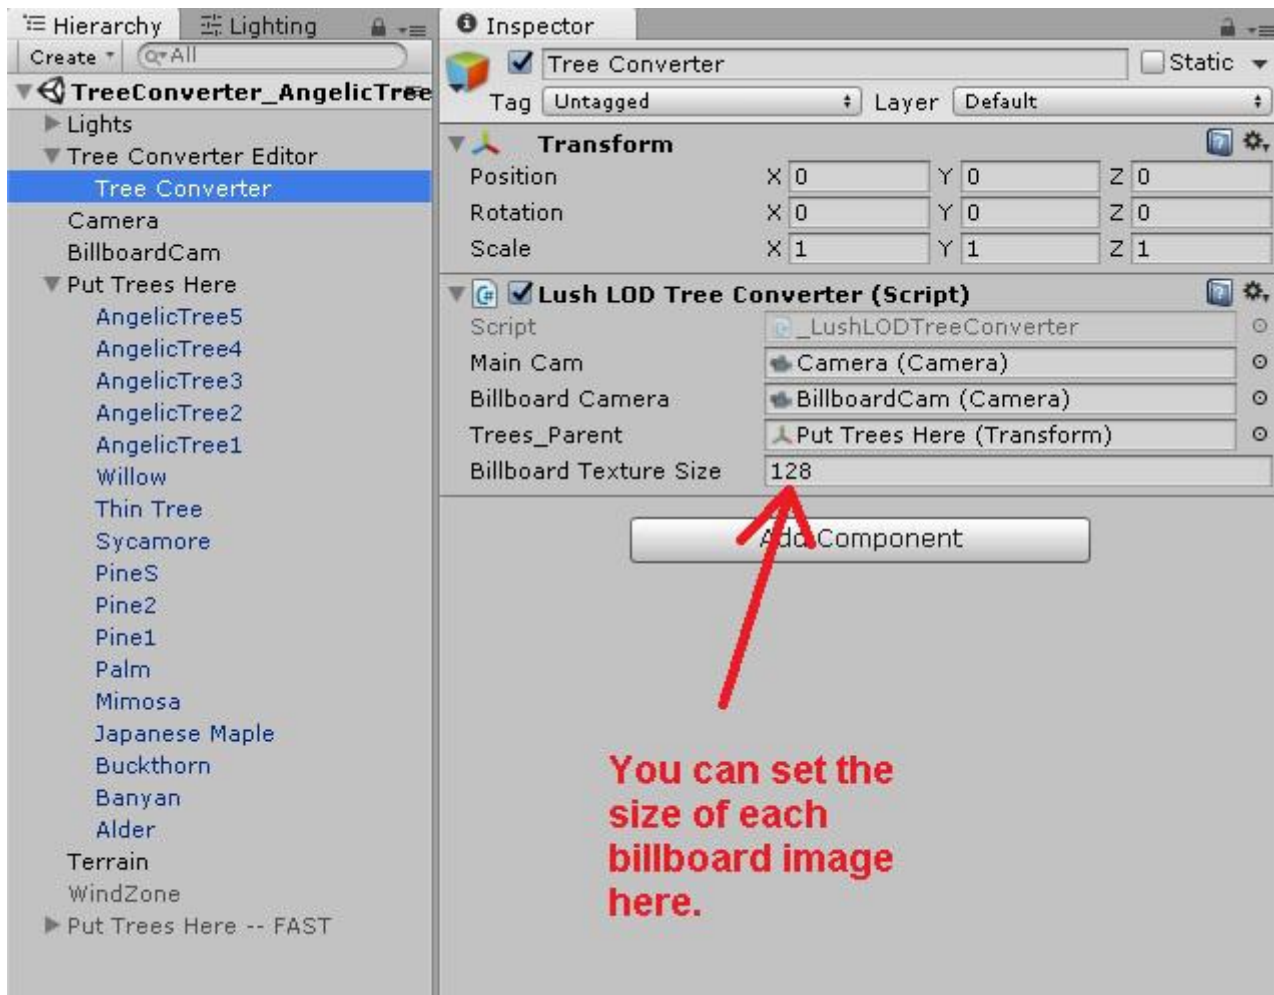 Hierarchy
Lighting
Create
All
TreeConverter_AngelicTree
Lights
Tree Converter Editor
Tree Converter
Camera
BillboardCam
Put Trees Here
AngelicTree5
AngelicTree4
AngelicTree3
AngelicTree2
AngelicTree1
Willow
Thin Tree
Sycamore
PineS
Pine2
Pine1
Palm
Mimosa
Japanese Maple
Buckthorn
Banyan
Alder
Terrain
WindZone
Put Trees Here -- FAST
Inspector
Tree Converter Static
Tag Untagged Layer Default
Transform
Position X 0 Y 0 Z 0
Rotation X 0 Y 0 Z 0
Scale X 1 Y 1 Z 1
Lush LOD Tree Converter (Script)
Script _LushLODTreeConverter
Main Cam Camera (Camera)
Billboard Camera BillboardCam (Camera)
Trees_Parent Put Trees Here (Transform)
Billboard Texture Size 128
Add Component
You can set the
size of each
billboard image
here.